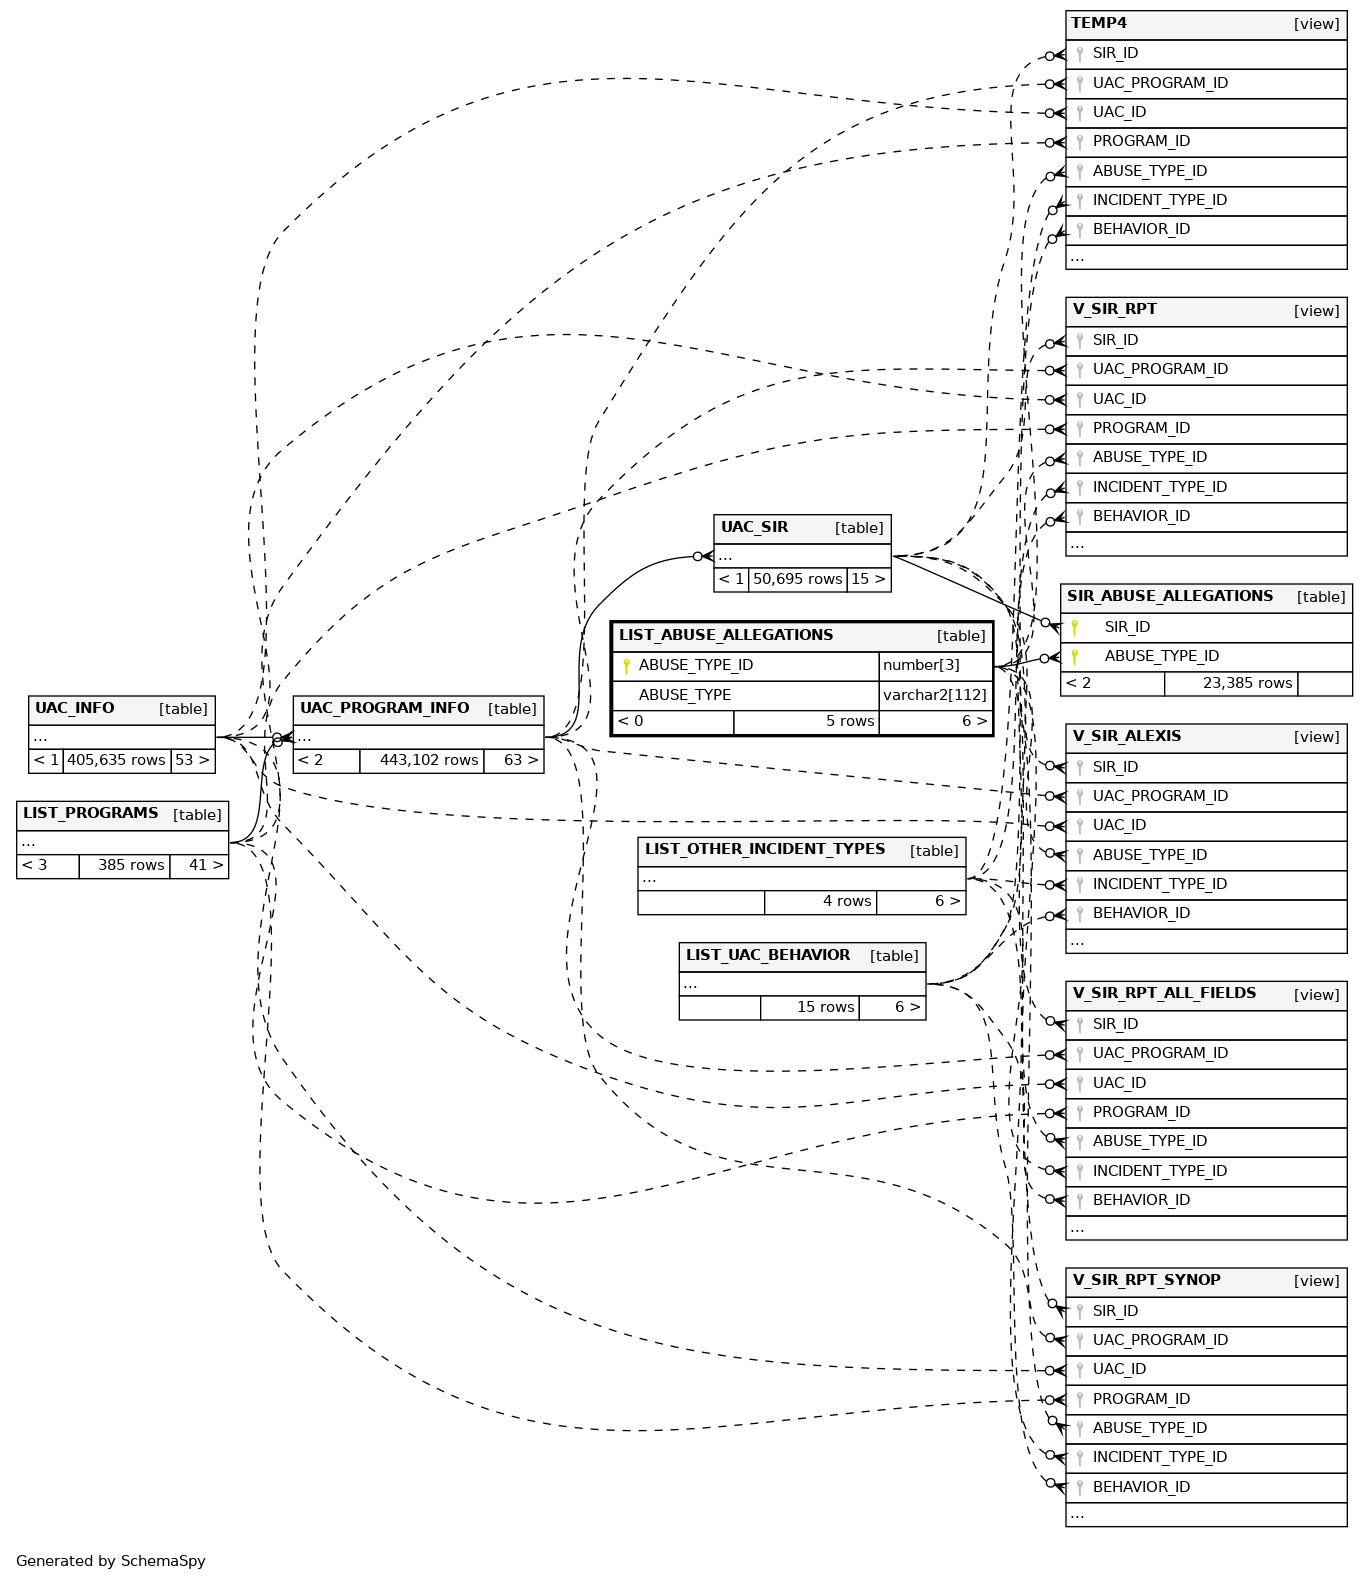 TEMP4 [view]
SIR_ID
UAC_PROGRAM_ID
UAC_ID
PROGRAM_ID
ABUSE_TYPE_ID
INCIDENT_TYPE_ID
BEHAVIOR_ID
...
V_SIR_RPT [view]
SIR_ID
UAC_PROGRAM_ID
UAC_ID
PROGRAM_ID
ABUSE_TYPE_ID
INCIDENT_TYPE_ID
BEHAVIOR_ID
...
UAC_SIR [table]
...
< 1 50,695 rows 15 >
SIR_ABUSE_ALLEGATIONS [table]
SIR_ID
ABUSE_TYPE_ID
< 2 23,385 rows
LIST_ABUSE_ALLEGATIONS [table]
ABUSE_TYPE_ID number[3]
ABUSE_TYPE varchar2[112]
< 0 5 rows 6 >
UAC_INFO [table]
...
< 1 405,635 rows 53 >
UAC_PROGRAM_INFO [table]
...
< 2 443,102 rows 63 >
LIST_PROGRAMS [table]
...
< 3 385 rows 41 >
V_SIR_ALEXIS [view]
SIR_ID
UAC_PROGRAM_ID
UAC_ID
ABUSE_TYPE_ID
INCIDENT_TYPE_ID
BEHAVIOR_ID
...
LIST_OTHER_INCIDENT_TYPES [table]
...
4 rows 6 >
LIST_UAC_BEHAVIOR [table]
...
15 rows 6 >
V_SIR_RPT_ALL_FIELDS [view]
SIR_ID
UAC_PROGRAM_ID
UAC_ID
PROGRAM_ID
ABUSE_TYPE_ID
INCIDENT_TYPE_ID
BEHAVIOR_ID
...
V_SIR_RPT_SYNOP [view]
SIR_ID
UAC_PROGRAM_ID
UAC_ID
PROGRAM_ID
ABUSE_TYPE_ID
INCIDENT_TYPE_ID
BEHAVIOR_ID
...
Generated by SchemaSpy